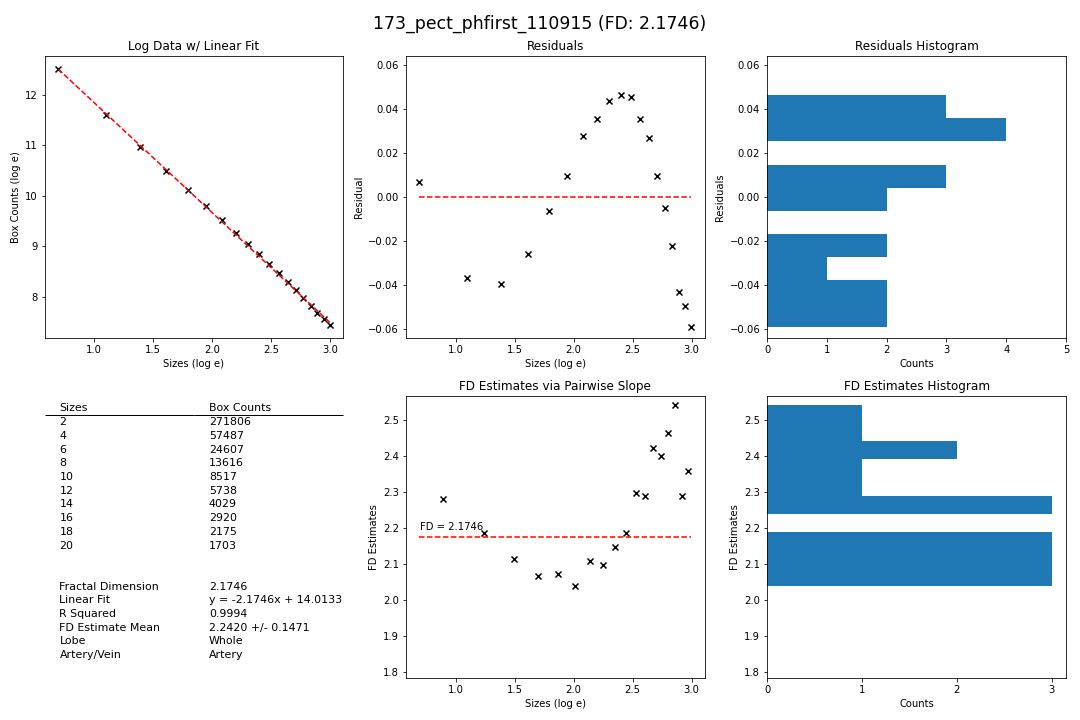 173_pect_phfirst_110915 (FD: 2.1746)
Log Data w/ Linear Fit
Box Counts (log e)
12
11
10
9
8
1.0 1.5 2.0 2.5 3.0
Sizes (log e)
Residuals
Residual
0.06
0.04
0.02
0.00
−0.02
−0.04
−0.06
1.0 1.5 2.0 2.5 3.0
Sizes (log e)
Residuals Histogram
Residuals
0.06
0.04
0.02
0.00
−0.02
−0.04
−0.06
0 1 2 3 4 5
Counts
Sizes Box Counts
2 271806
4 57487
6 24607
8 13616
10 8517
12 5738
14 4029
16 2920
18 2175
20 1703
Fractal Dimension 2.1746
Linear Fit y = -2.1746x + 14.0133
R Squared 0.9994
FD Estimate Mean 2.2420 +/- 0.1471
Lobe Whole
Artery/Vein Artery
FD Estimates via Pairwise Slope
FD Estimates
2.5
2.4
2.3
2.2
2.1
2.0
1.9
1.8
FD = 2.1746
1.0 1.5 2.0 2.5 3.0
Sizes (log e)
FD Estimates Histogram
FD Estimates
2.5
2.4
2.3
2.2
2.1
2.0
1.9
1.8
0 1 2 3
Counts